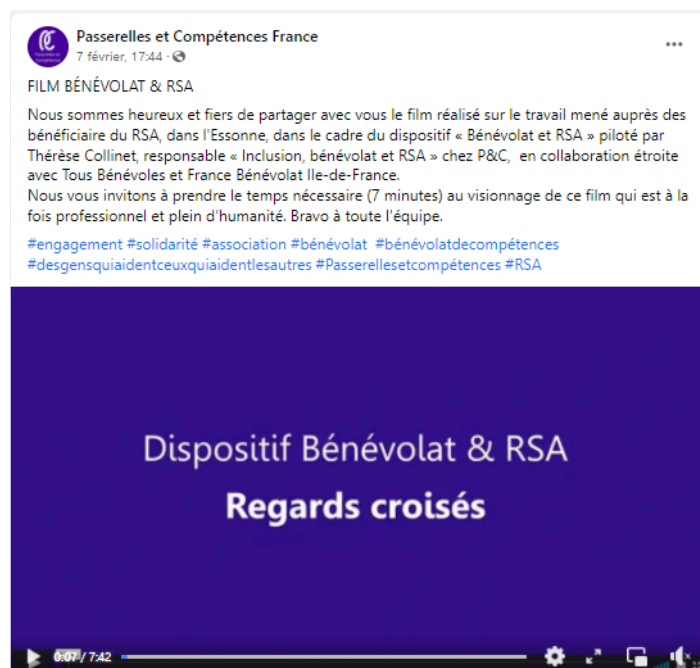 Passerelles et Compétences France
7 février, 17:44 ·
FILM BÉNÉVOLAT & RSA
Nous sommes heureux et fiers de partager avec vous le film réalisé sur le travail mené auprès des
bénéficiaire du RSA, dans l'Essonne, dans le cadre du dispositif « Bénévolat et RSA » piloté par
Thérèse Collinet, responsable « Inclusion, bénévolat et RSA » chez P&C, en collaboration étroite
avec Tous Bénévoles et France Bénévolat Ile-de-France.
Nous vous invitons à prendre le temps nécessaire (7 minutes) au visionnage de ce film qui est à la
fois professionnel et plein d'humanité. Bravo à toute l'équipe.
#engagement #solidarité #association #bénévolat #bénévolatdecompétences
#desgensquiaidentceuxquiaidentlesautres #Passerellesetcompétences #RSA
Dispositif Bénévolat & RSA
Regards croisés
0:07 / 7:42